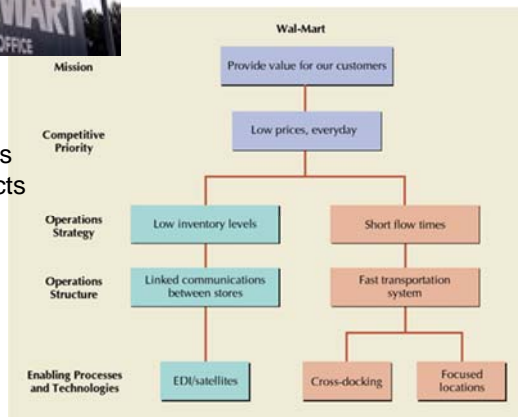 MART
OFFICE
s
cts
Wal-Mart
Mission
Provide value for our customers
Competitive
Priority
Low prices, everyday
Operations
Strategy
Low inventory levels
Short flow times
Operations
Structure
Linked communications
between stores
Fast transportation
system
Enabling Processes
and Technologies
EDI/satellites
Cross-docking
Focused
locations